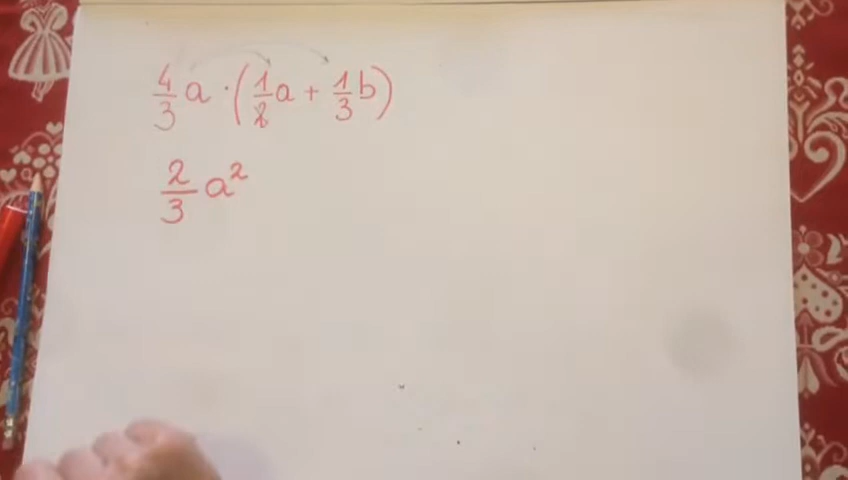 4/3 a · (1/2 a + 1/3 b)
2/3 a²